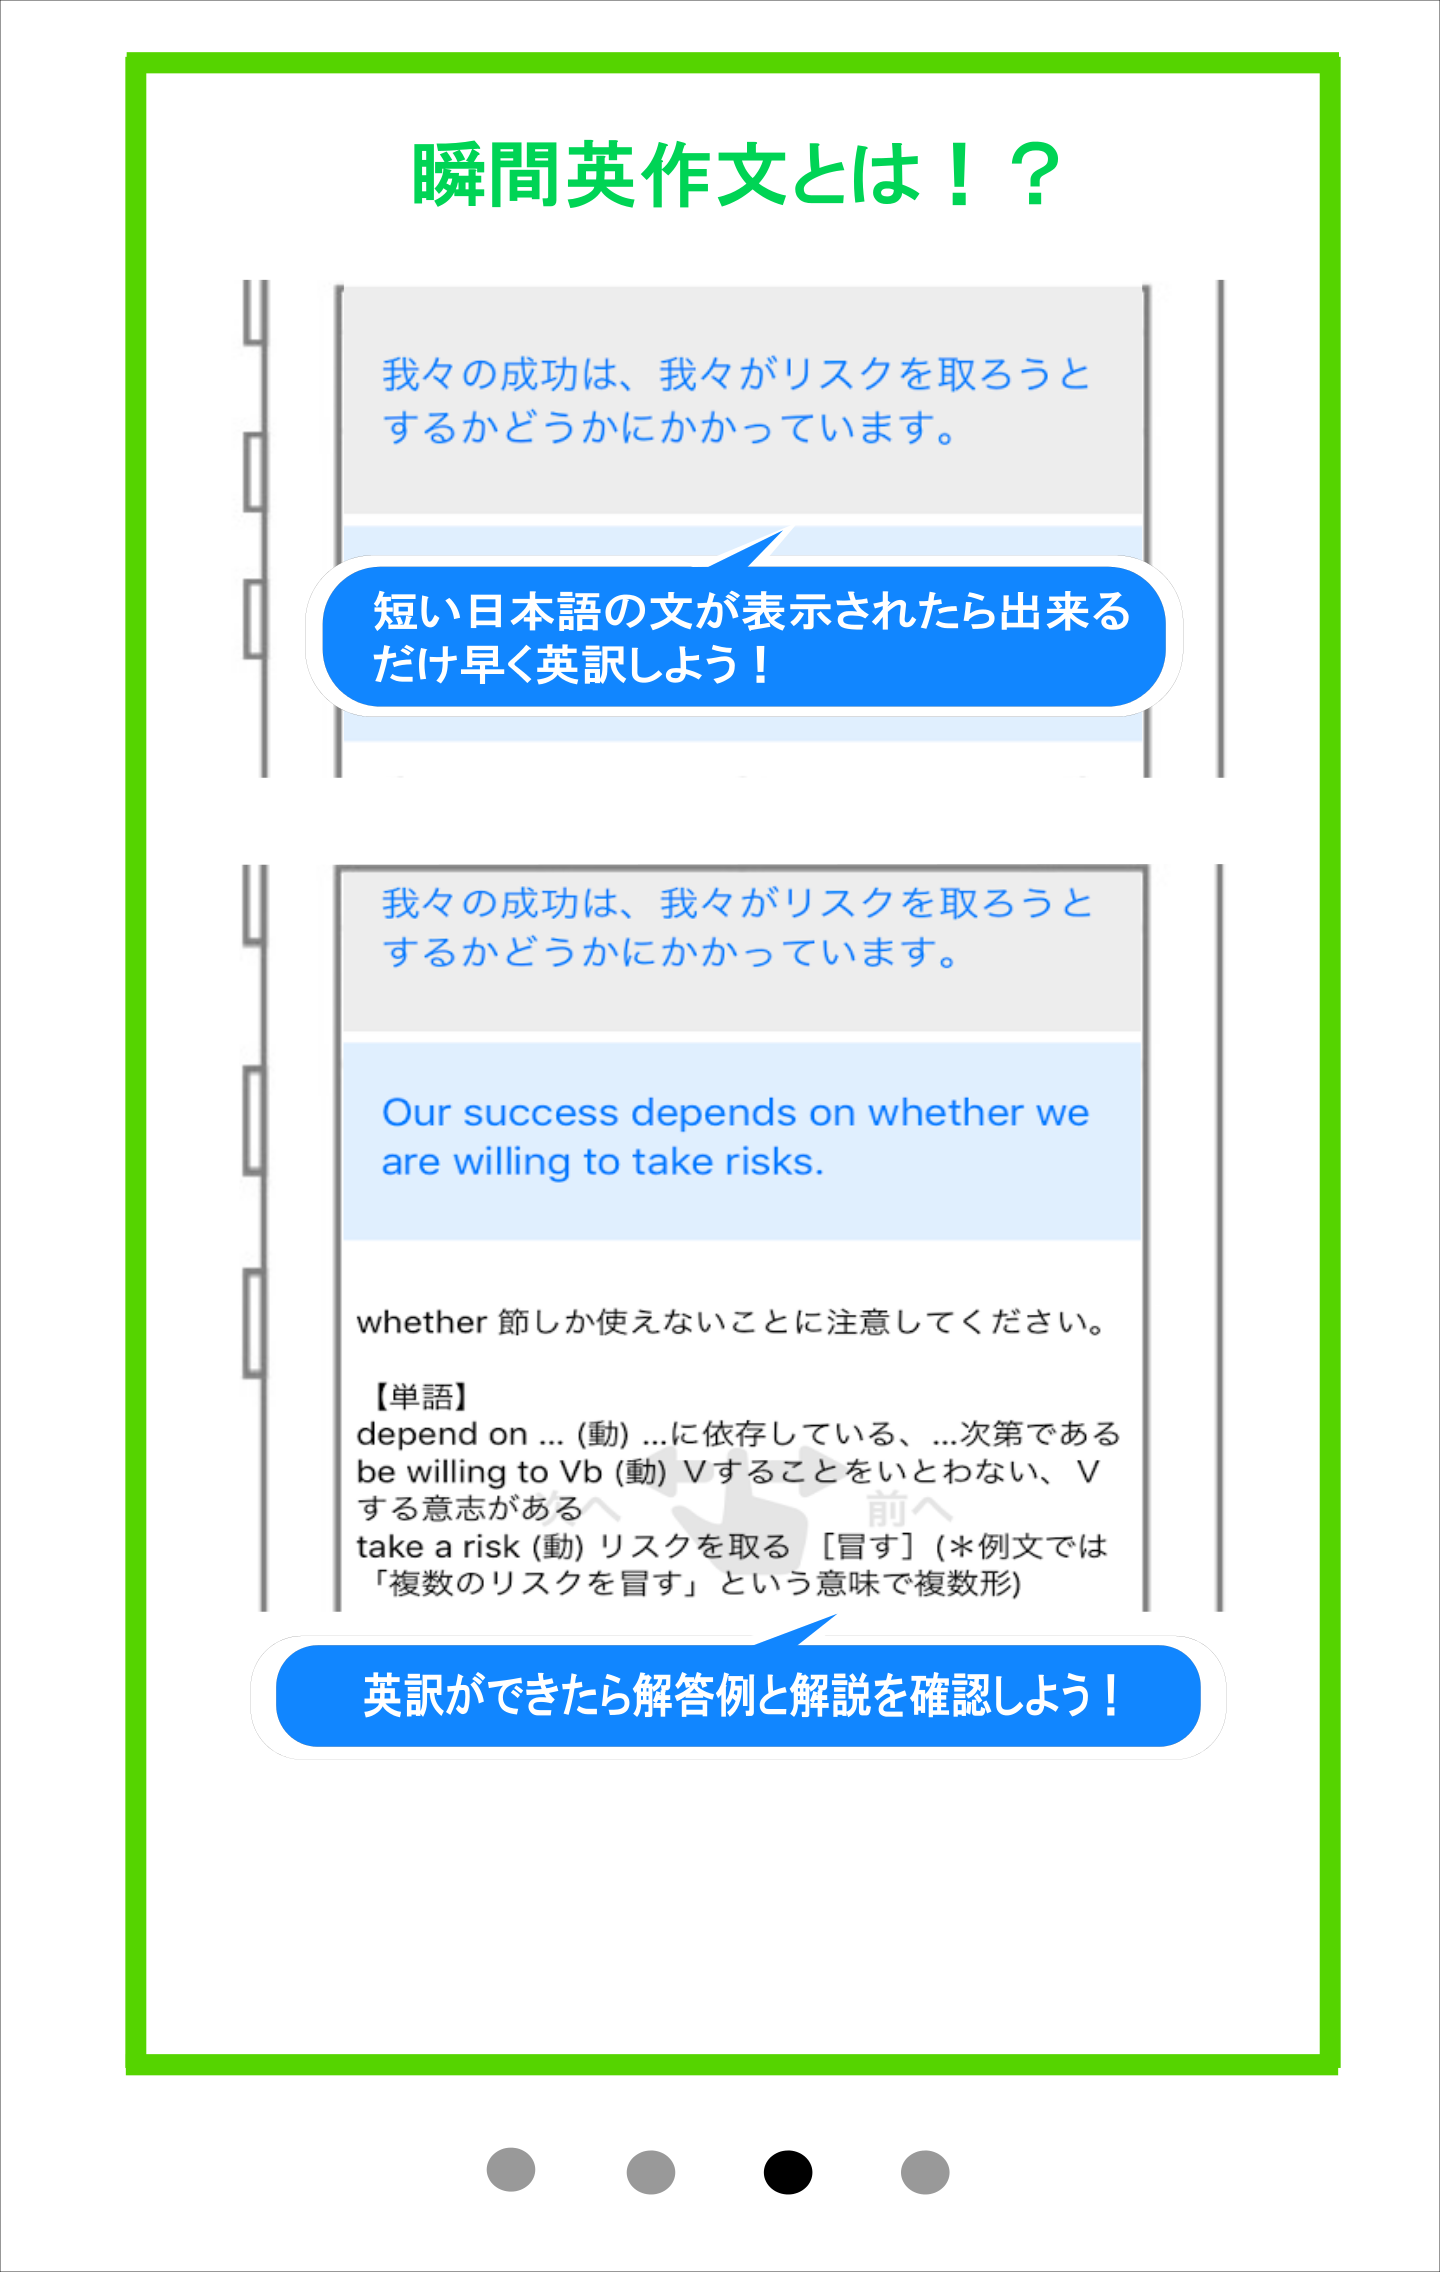 瞬間英作文とは！？
我々の成功は、我々がリスクを取ろうと
するかどうかにかかっています。
短い日本語の文が表示されたら出来る
だけ早く英訳しよう！
我々の成功は、我々がリスクを取ろうと
するかどうかにかかっています。
Our success depends on whether we
are willing to take risks.
whether 節しか使えないことに注意してください。
【単語】
depend on ... (動) ...に依存している、...次第である
be willing to Vb (動) Vすることをいとわない、V
する意志がある
次へ
前へ
take a risk (動) リスクを取る ［冒す］(＊例文では
「複数のリスクを冒す」という意味で複数形)
英訳ができたら解答例と解説を確認しよう！